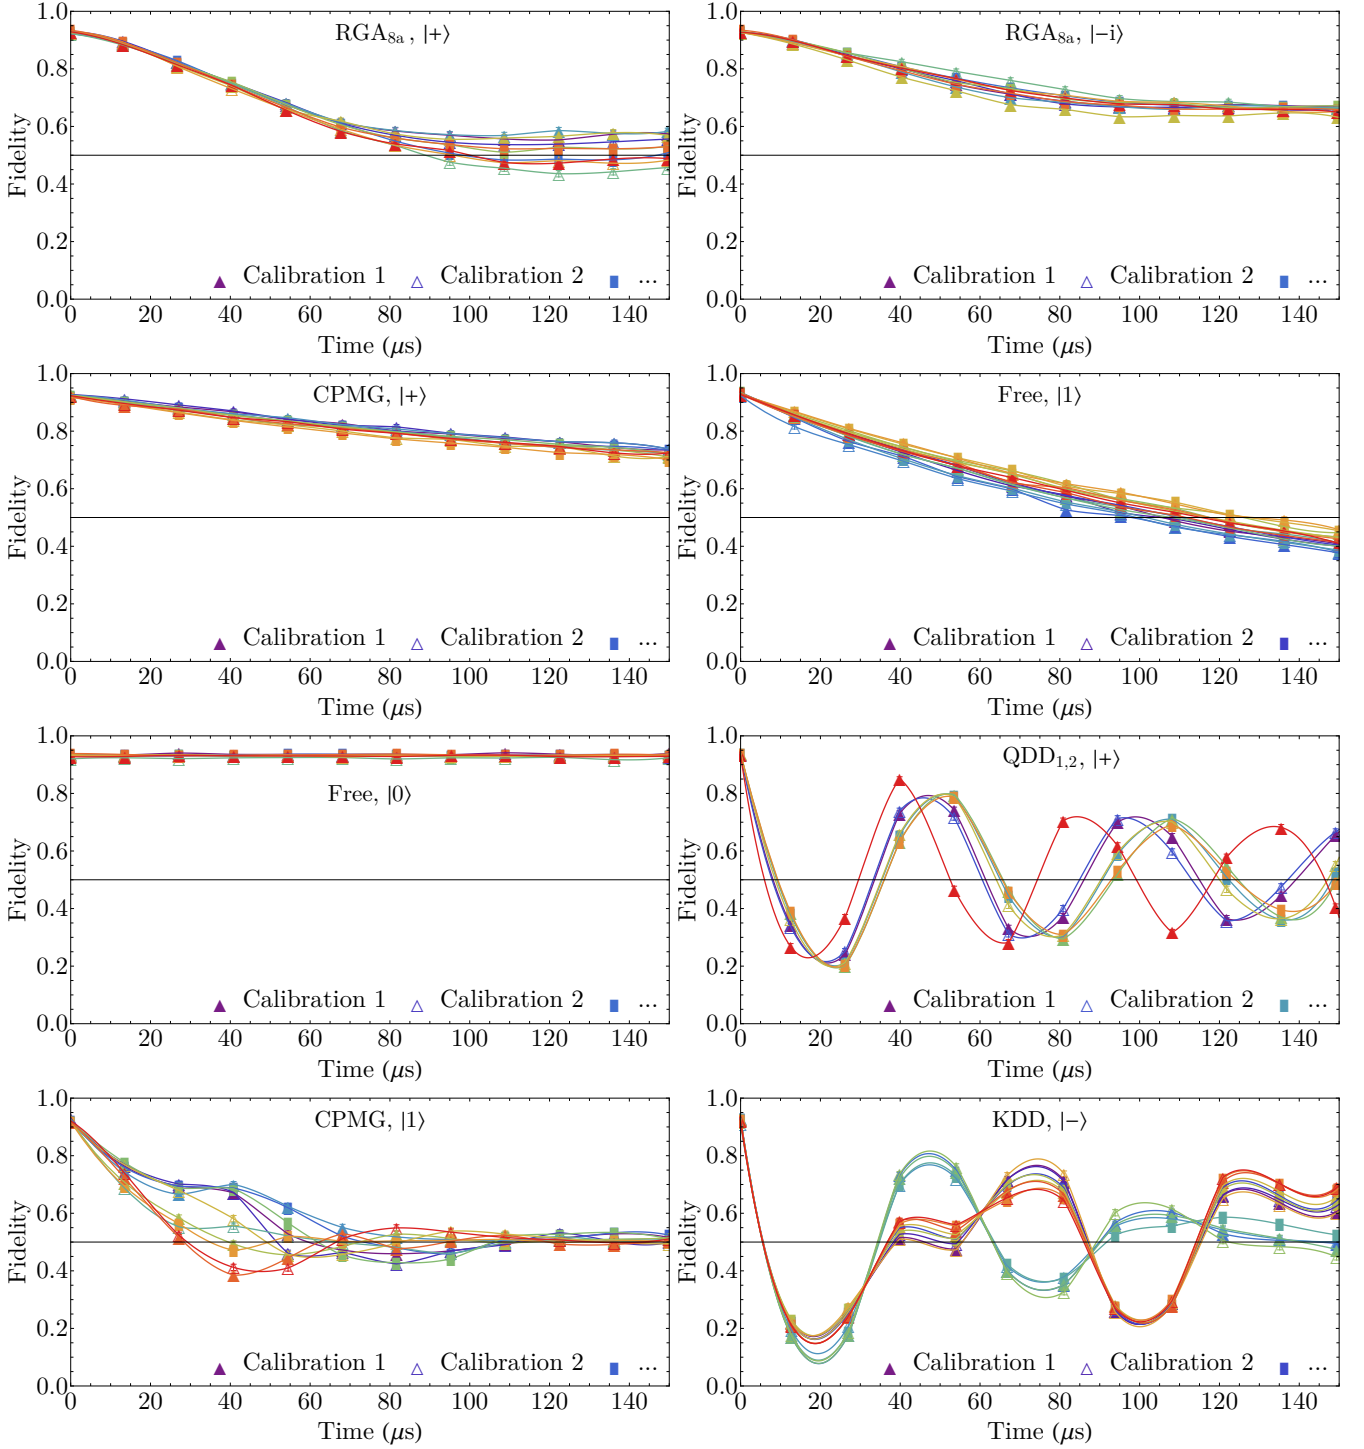 RGA8a , |+⟩
Fidelity
1.0
0.8
0.6
0.4
0.2
0.0
▲ Calibration 1 △ Calibration 2 ■ ...
0 20 40 60 80 100 120 140
Time (μs)
RGA8a , |−i⟩
Fidelity
1.0
0.8
0.6
0.4
0.2
0.0
▲ Calibration 1 △ Calibration 2 ■ ...
0 20 40 60 80 100 120 140
Time (μs)
CPMG, |+⟩
Fidelity
1.0
0.8
0.6
0.4
0.2
0.0
▲ Calibration 1 △ Calibration 2 ■ ...
0 20 40 60 80 100 120 140
Time (μs)
Free, |1⟩
Fidelity
1.0
0.8
0.6
0.4
0.2
0.0
▲ Calibration 1 △ Calibration 2 ■ ...
0 20 40 60 80 100 120 140
Time (μs)
Free, |0⟩
Fidelity
1.0
0.8
0.6
0.4
0.2
0.0
▲ Calibration 1 △ Calibration 2 ■ ...
0 20 40 60 80 100 120 140
Time (μs)
QDD1,2, |+⟩
Fidelity
1.0
0.8
0.6
0.4
0.2
0.0
▲ Calibration 1 △ Calibration 2 ■ ...
0 20 40 60 80 100 120 140
Time (μs)
CPMG, |1⟩
Fidelity
1.0
0.8
0.6
0.4
0.2
0.0
▲ Calibration 1 △ Calibration 2 ■ ...
0 20 40 60 80 100 120 140
Time (μs)
KDD, |−⟩
Fidelity
1.0
0.8
0.6
0.4
0.2
0.0
▲ Calibration 1 △ Calibration 2 ■ ...
0 20 40 60 80 100 120 140
Time (μs)